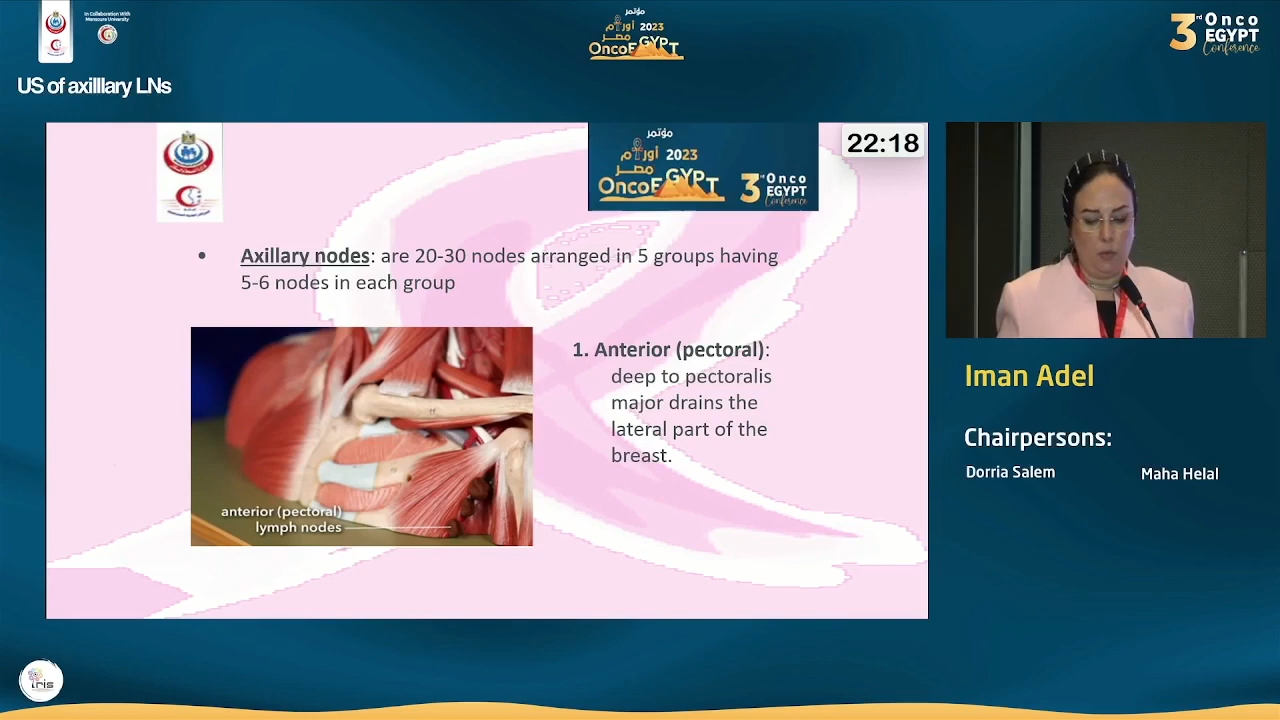 In Collaboration With
Mansoura University
مؤتمر
أورام 2023
مصر
OncoEGYPT
3rd Onco
EGYPT
Conference
US of axilllary LNs
مؤتمر
أورام 2023
مصر
OncoEGYPT
3rd Onco
EGYPT
Conference
22:18
• Axillary nodes: are 20-30 nodes arranged in 5 groups having
5-6 nodes in each group
1. Anterior (pectoral):
deep to pectoralis
major drains the
lateral part of the
breast.
anterior (pectoral)
lymph nodes
Iman Adel
Chairpersons:
Dorria Salem
Maha Helal
iris